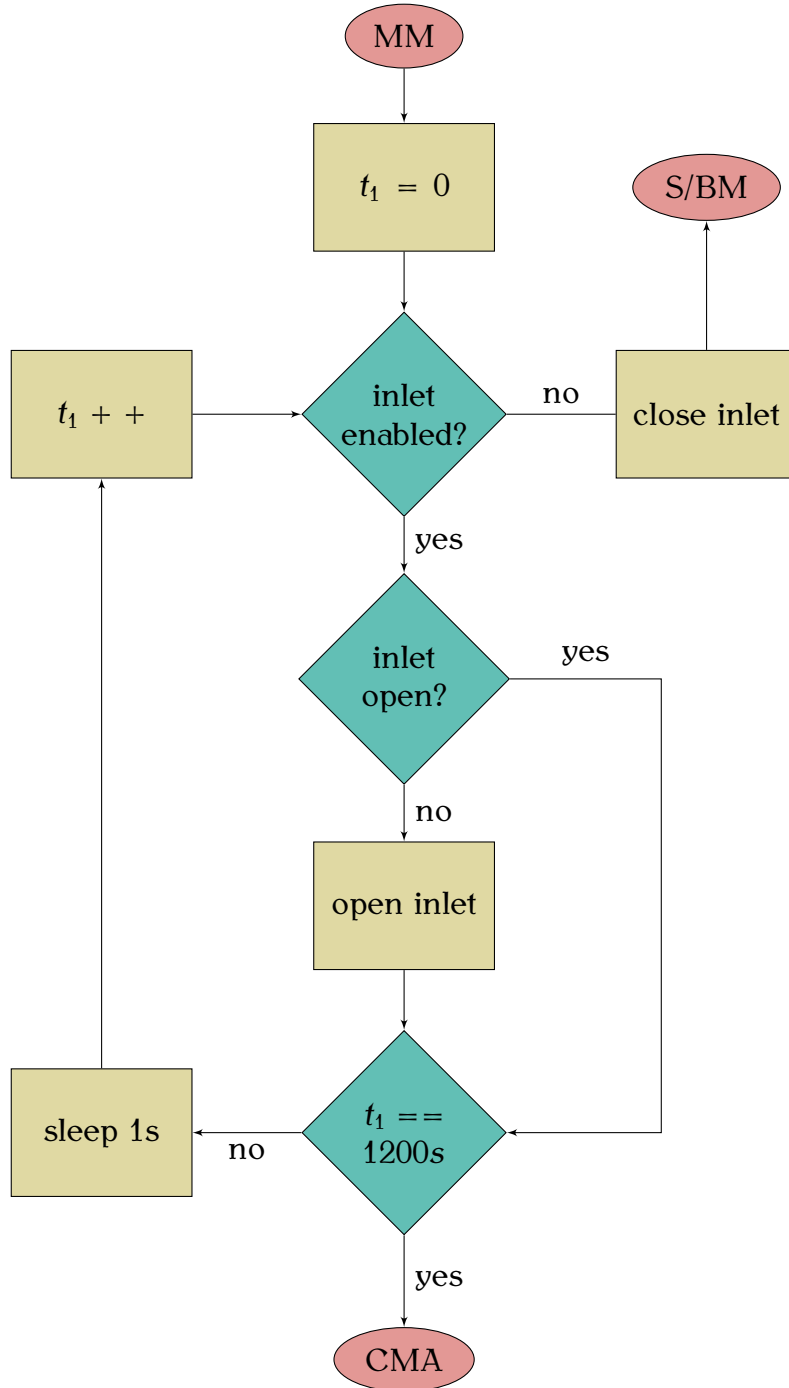 MM
t₁ = 0
S/BM
t₁ + +
inlet
enabled?
no
close inlet
yes
inlet
open?
yes
no
open inlet
sleep 1s
no
t₁ ==
1200s
yes
CMA